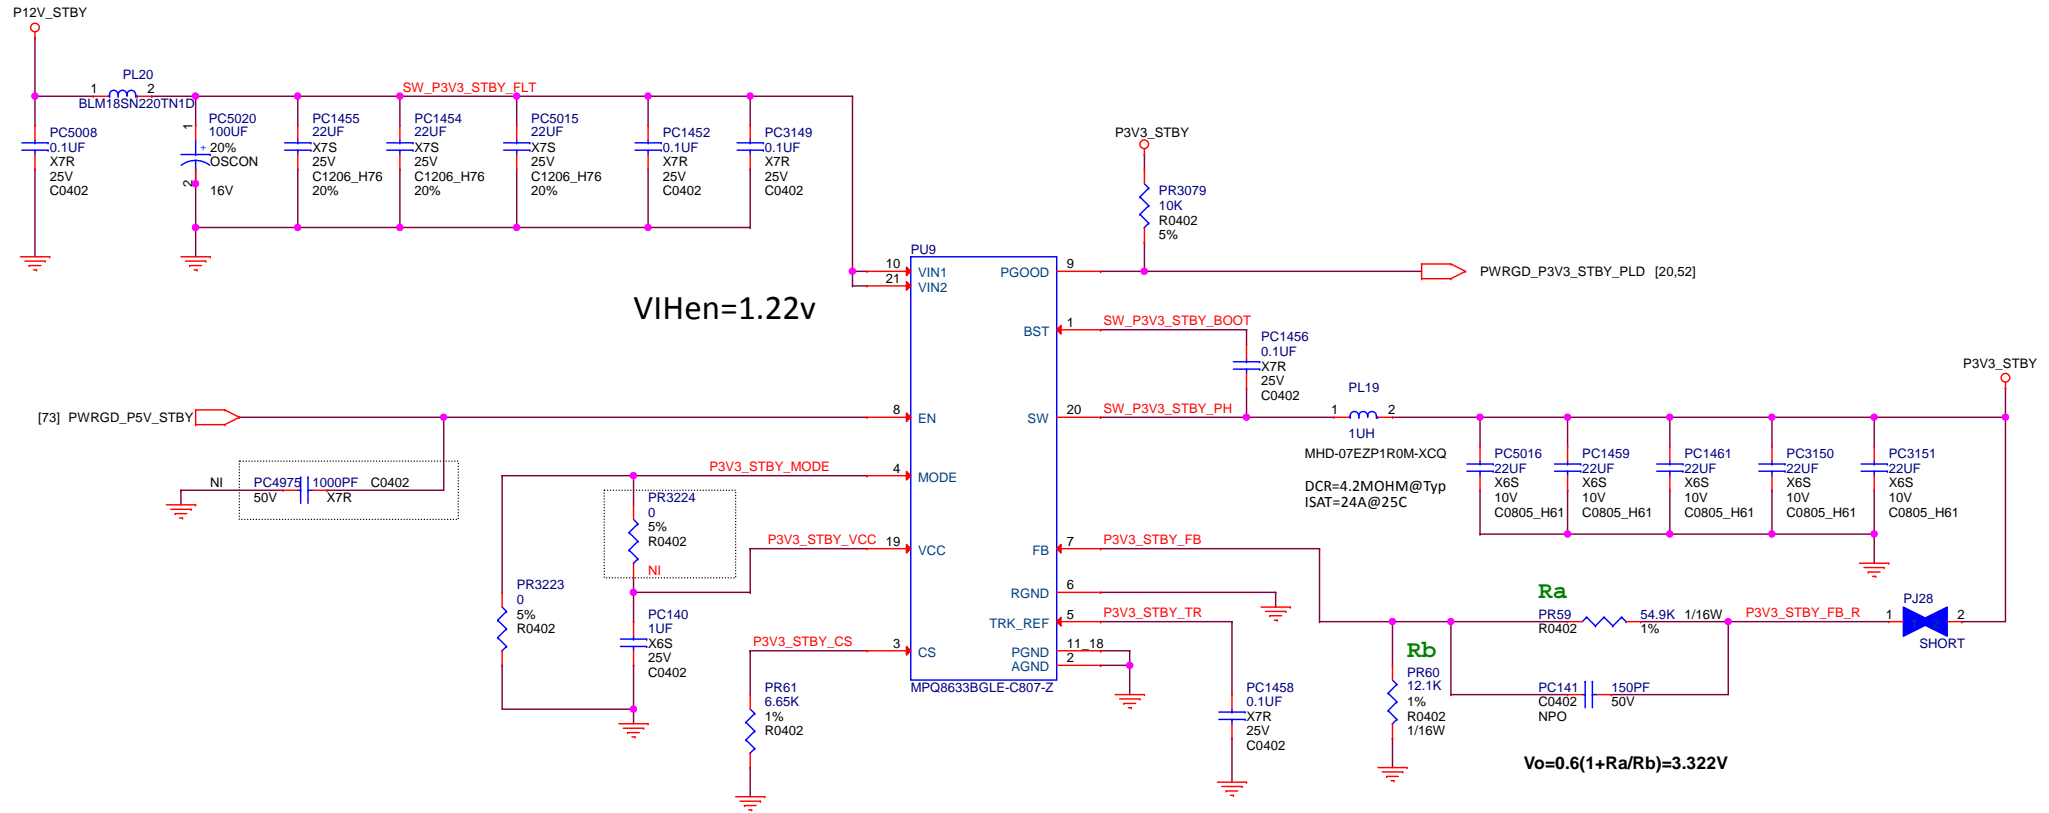 P12V_STBY
PL20
1
2
BLM18SN220TN1D
SW_P3V3_STBY_FLT
PC5008
0.1UF
X7R
25V
C0402
1
2
PC5020
100UF
+
20%
OSCON
16V
PC1455
22UF
X7S
25V
C1206_H76
20%
PC1454
22UF
X7S
25V
C1206_H76
20%
PC5015
22UF
X7S
25V
C1206_H76
20%
PC1452
0.1UF
X7R
25V
C0402
PC3149
0.1UF
X7R
25V
C0402
P3V3_STBY
PR3079
10K
R0402
5%
PWRGD_P3V3_STBY_PLD [20,52]
VIHen=1.22v
PU9
10
VIN1
21
VIN2
8
EN
4
MODE
19
VCC
3
CS
PGOOD
9
BST
1
SW
20
FB
7
RGND
6
TRK_REF
5
PGND
11_18
AGND
2
MPQ8633BGLE-C807-Z
SW_P3V3_STBY_BOOT
PC1456
0.1UF
X7R
25V
C0402
SW_P3V3_STBY_PH
PL19
1
2
1UH
MHD-07EZP1R0M-XCQ
DCR=4.2MOHM@Typ
ISAT=24A@25C
P3V3_STBY
PC5016
22UF
X6S
10V
C0805_H61
PC1459
22UF
X6S
10V
C0805_H61
PC1461
22UF
X6S
10V
C0805_H61
PC3150
22UF
X6S
10V
C0805_H61
PC3151
22UF
X6S
10V
C0805_H61
[73] PWRGD_P5V_STBY
NI
PC4975
1000PF
C0402
50V
X7R
P3V3_STBY_MODE
PR3224
0
5%
R0402
NI
P3V3_STBY_VCC
PR3223
0
5%
R0402
PC140
1UF
X6S
25V
C0402
P3V3_STBY_CS
PR61
6.65K
1%
R0402
P3V3_STBY_FB
P3V3_STBY_TR
PC1458
0.1UF
X7R
25V
C0402
Ra
PR59
54.9K
1/16W
R0402
1%
P3V3_STBY_FB_R
PJ28
1
2
1
2
SHORT
Rb
PR60
12.1K
1%
R0402
1/16W
PC141
150PF
C0402
50V
NPO
Vo=0.6(1+Ra/Rb)=3.322V